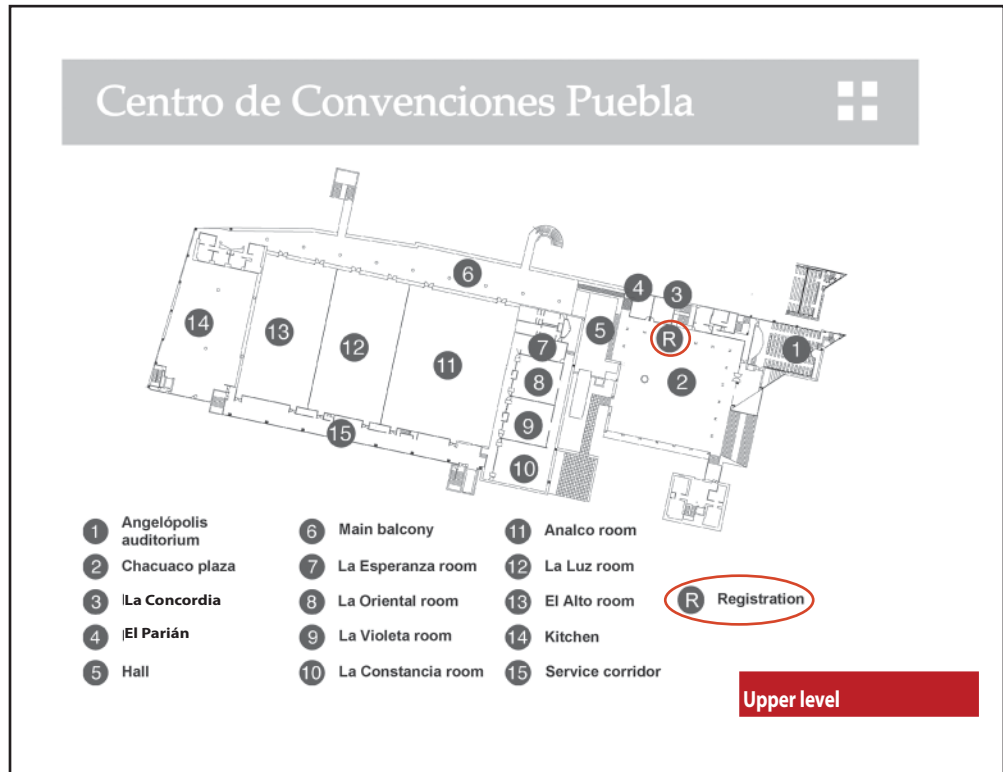 Centro de Convenciones Puebla
6
4
3
14
5
R
1
13
7
12
11
2
8
9
15
10
1 Angelópolis
auditorium
2 Chacuaco plaza
3 La Concordia
4 El Parián
5 Hall
6 Main balcony
7 La Esperanza room
8 La Oriental room
9 La Violeta room
10 La Constancia room
11 Analco room
12 La Luz room
13 El Alto room
14 Kitchen
15 Service corridor
R Registration
Upper level